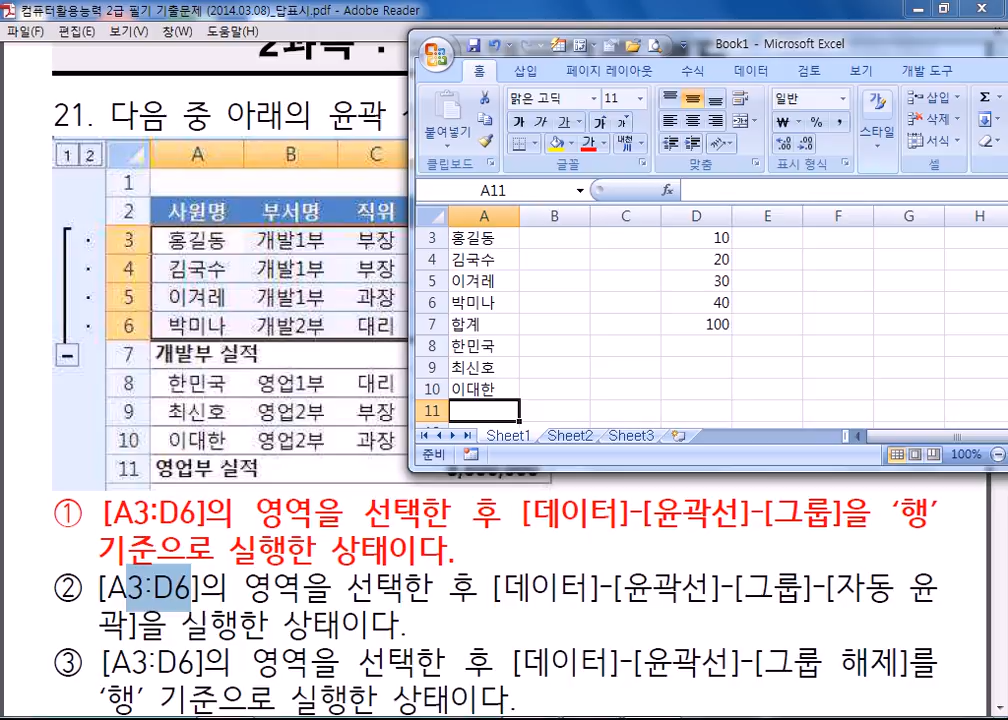 컴퓨터활용능력 2급 필기 기출문제 (2014.03.08)_답표시.pdf - Adobe Reader
파일(F) 편집(E) 보기(V) 창(W) 도움말(H)
2과목 :
21. 다음 중 아래의 윤곽
1 2 A B C
1
2 사원명 부서명 직위
3 홍길동 개발1부 부장
4 김국수 개발1부 부장
5 이겨레 개발1부 과장
6 박미나 개발2부 대리
7 개발부 실적
8 한민국 영업1부 대리
9 최신호 영업2부 부장
10 이대한 영업2부 과장
11 영업부 실적
Book1 - Microsoft Excel
홈 삽입 페이지 레이아웃 수식 데이터 검토 보기 개발 도구
붙여넣기 맑은 고딕 11 일반 스타일 삽입 Σ
가 가 가 가 가 ₩ % , 삭제
가 내천 서식
클립보드 글꼴 맞춤 표시 형식 셀
A11 fx
A B C D E F G H
3 홍길동 10
4 김국수 20
5 이겨레 30
6 박미나 40
7 합계 100
8 한민국
9 최신호
10 이대한
11
Sheet1 Sheet2 Sheet3
준비 100%
① [A3:D6]의 영역을 선택한 후 [데이터]-[윤곽선]-[그룹]을 ‘행’
기준으로 실행한 상태이다.
② [A3:D6]의 영역을 선택한 후 [데이터]-[윤곽선]-[그룹]-[자동 윤
곽]을 실행한 상태이다.
③ [A3:D6]의 영역을 선택한 후 [데이터]-[윤곽선]-[그룹 해제]를
‘행’ 기준으로 실행한 상태이다.